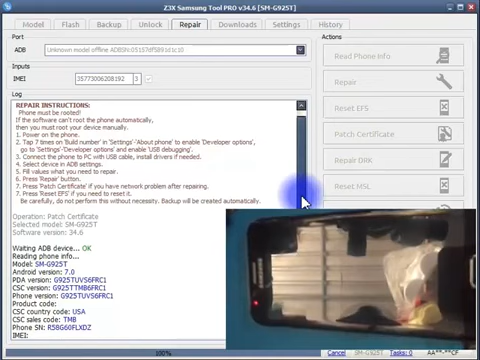 Z3X Samsung Tool PRO v34.6 [SM-G925T]
Model Flash Backup Unlock Repair Downloads Settings History
Port
ADB Unknown model offline ADBSN:05157df5891
Inputs
IMEI 35773006208192 3
Log
REPAIR INSTRUCTIONS:
Phone must be rooted!
If the software can't root the phone automatically,
then you must root your device manually.
1. Power on the phone.
2. Tap 7 times on 'Build number' in 'Settings'-'About phone' to enable 'Developer options',
go to 'Settings'-'Developer options' and enable 'USB debugging'.
3. Connect the phone to PC with USB cable, install drivers if needed.
4. Select device in ADB settings.
5. Fill values what you need to repair.
6. Press 'Repair' button.
7. Press 'Patch Certificate' if you have network problem after repairing.
7. Press 'Reset EFS' if you need to reset it.
Be carefully, do not perform this without necessity. Backup will be created automatically.
Operation: Patch Certificate
Selected model: SM-G925T
Software version: 34.6
Waiting ADB device... OK
Reading phone info...
Model: SM-G925T
Android version: 7.0
PDA version: G925TUVS6FRC1
CSC version: G925TTMB6FRC1
Phone version: G925TUVS6FRC1
Product code:
CSC country code: USA
CSC sales code: TMB
Phone SN: R58G60FLXDZ
IMEI:
Actions
Read Phone Info
Repair
Reset EFS
Patch Certificate
Repair DRK
Reset MSL
100%
Cancel SM-G925T Tasks: 0 AA**-**CF